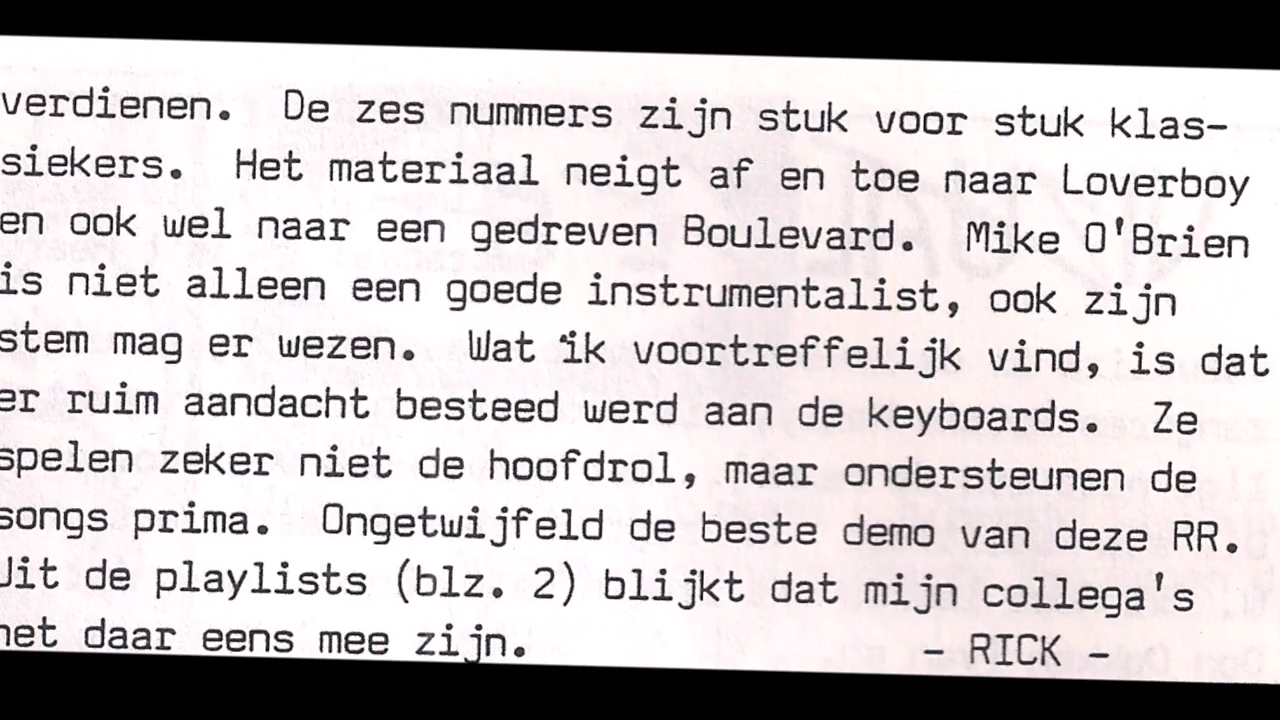 verdienen. De zes nummers zijn stuk voor stuk klas-
siekers. Het materiaal neigt af en toe naar Loverboy
en ook wel naar een gedreven Boulevard. Mike O'Brien
is niet alleen een goede instrumentalist, ook zijn
stem mag er wezen. Wat ik voortreffelijk vind, is dat
er ruim aandacht besteed werd aan de keyboards. Ze
spelen zeker niet de hoofdrol, maar ondersteunen de
songs prima. Ongetwijfeld de beste demo van deze RR.
Uit de playlists (blz. 2) blijkt dat mijn collega's
het daar eens mee zijn. - RICK -